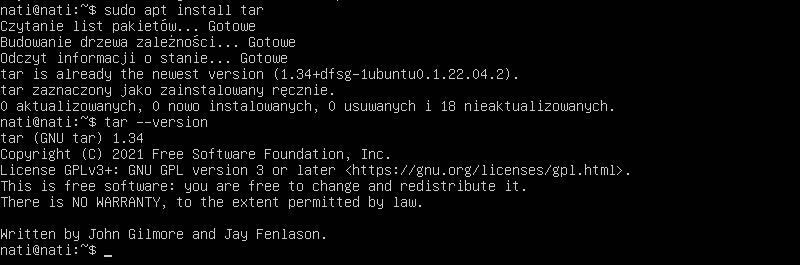 nati@nati:~$ sudo apt install tar
Czytanie list pakietów... Gotowe
Budowanie drzewa zależności... Gotowe
Odczyt informacji o stanie... Gotowe
tar is already the newest version (1.34+dfsg-1ubuntu0.1.22.04.2).
tar zaznaczony jako zainstalowany ręcznie.
0 aktualizowanych, 0 nowo instalowanych, 0 usuwanych i 18 nieaktualizowanych.
nati@nati:~$ tar --version
tar (GNU tar) 1.34
Copyright (C) 2021 Free Software Foundation, Inc.
License GPLv3+: GNU GPL version 3 or later <https://gnu.org/licenses/gpl.html>.
This is free software: you are free to change and redistribute it.
There is NO WARRANTY, to the extent permitted by law.

Written by John Gilmore and Jay Fenlason.
nati@nati:~$ _